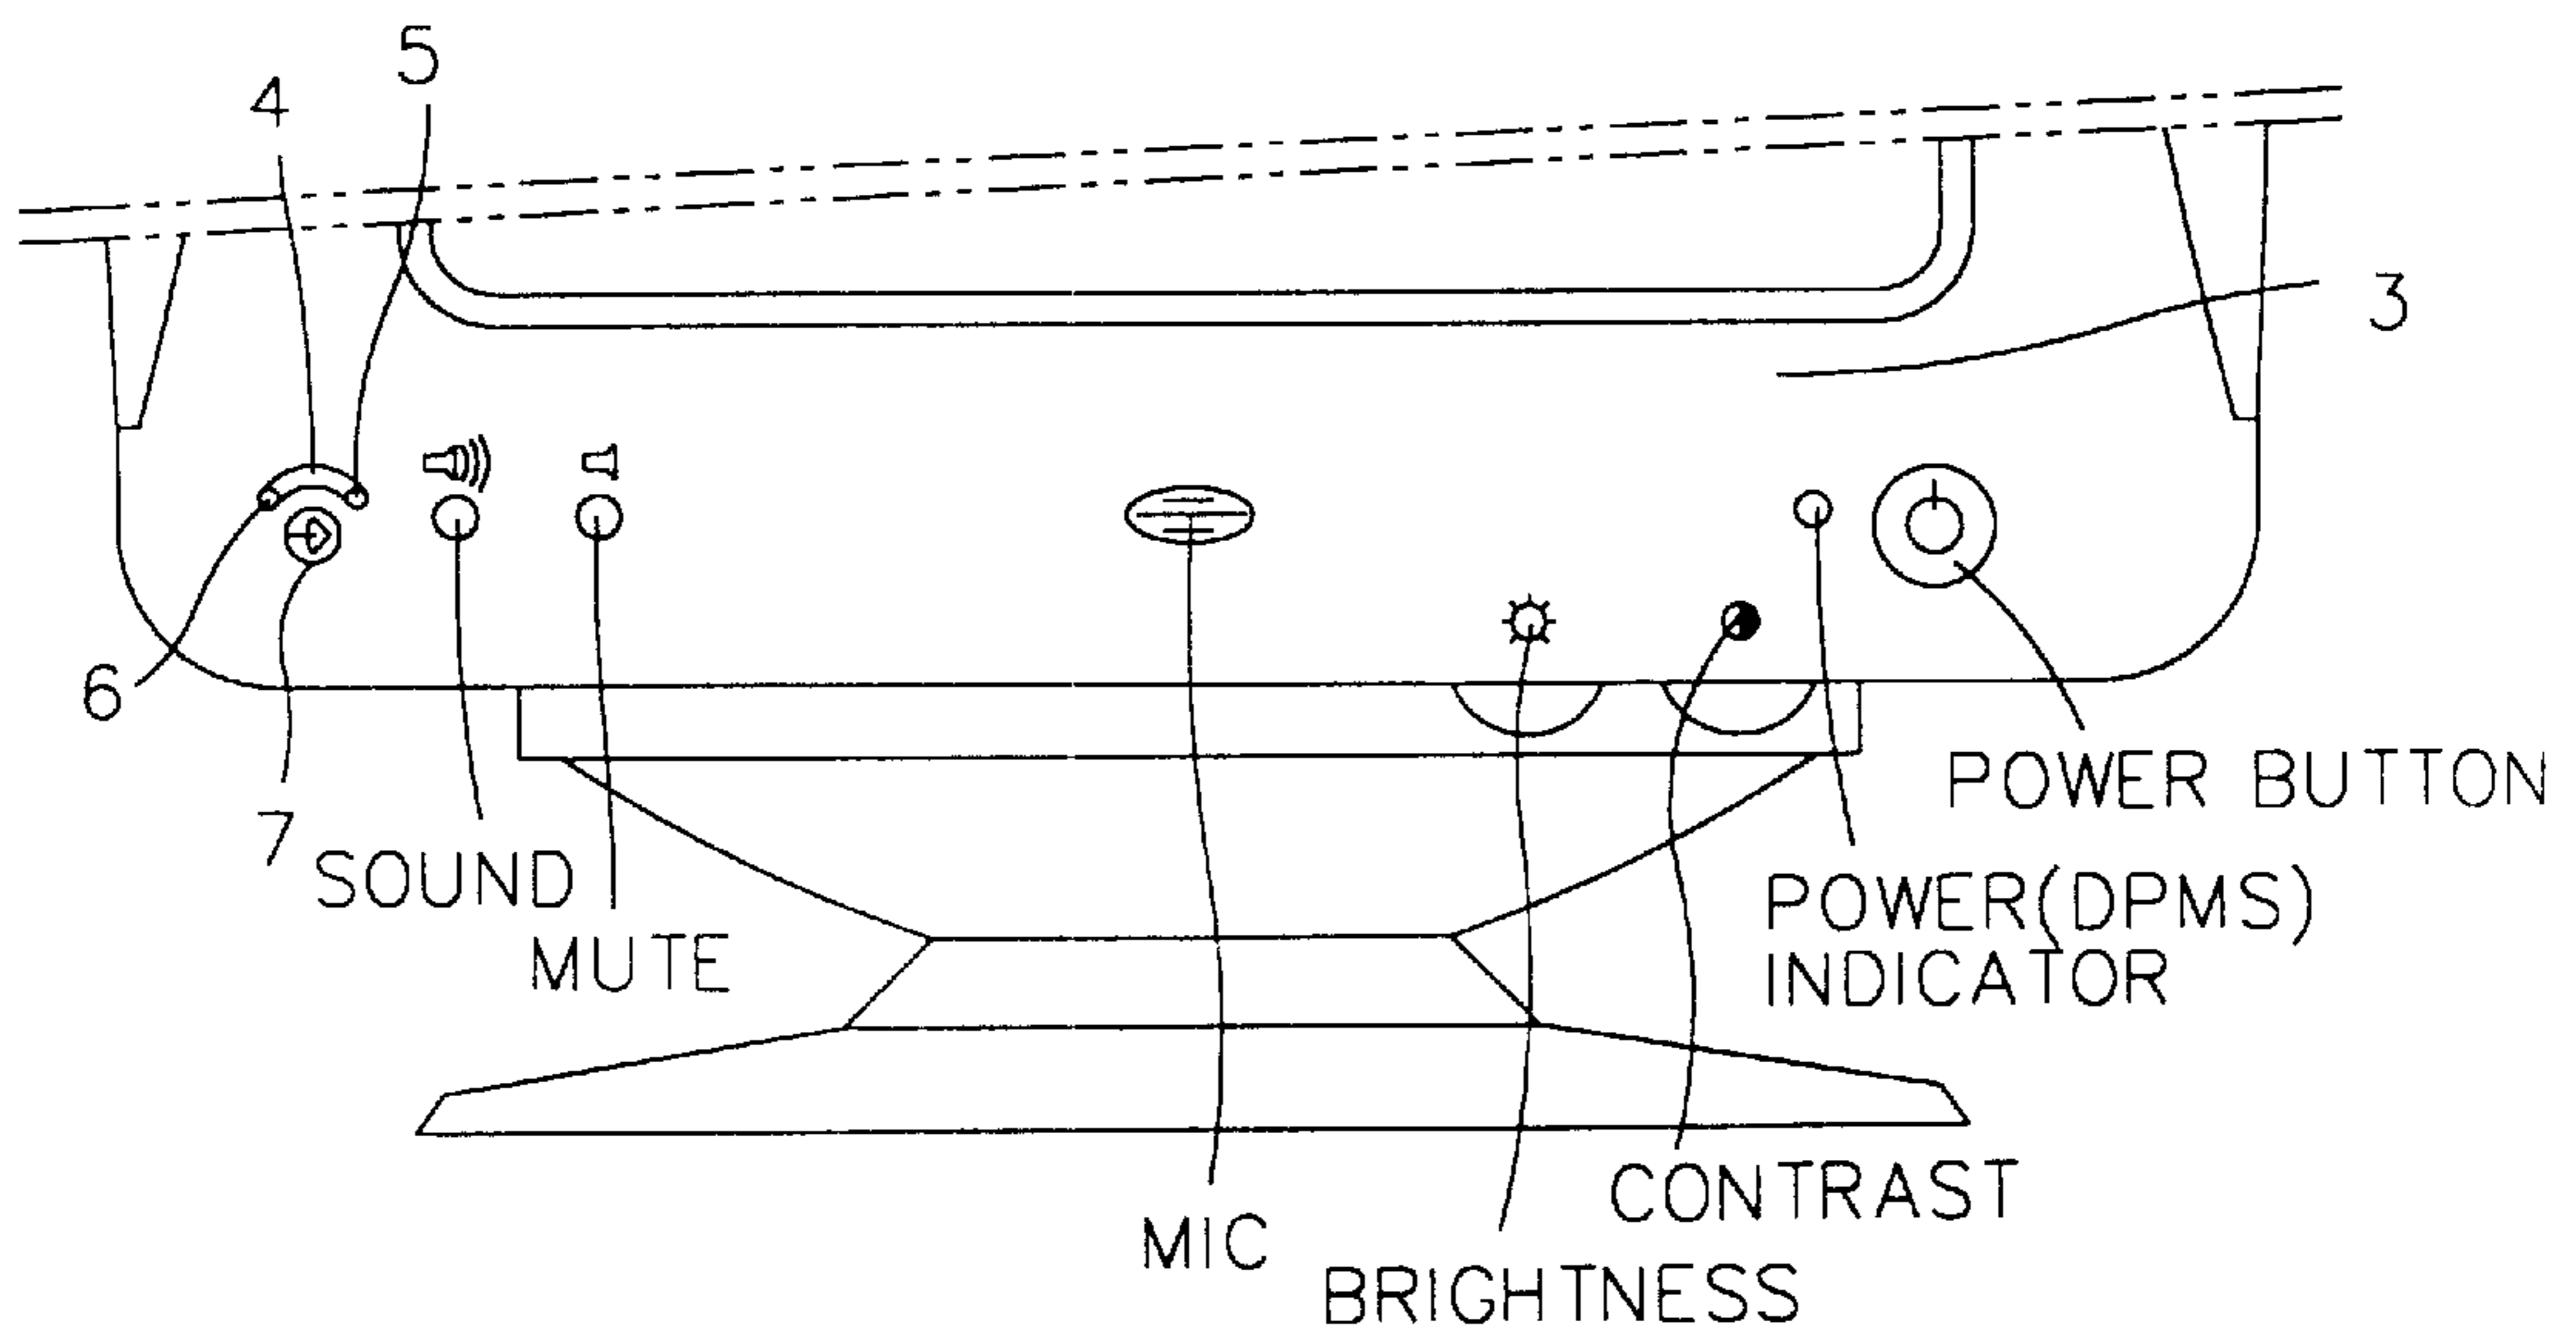 5
4
3
6
7
POWER BUTTON
SOUND
POWER(DPMS)
INDICATOR
MUTE
CONTRAST
MIC
BRIGHTNESS